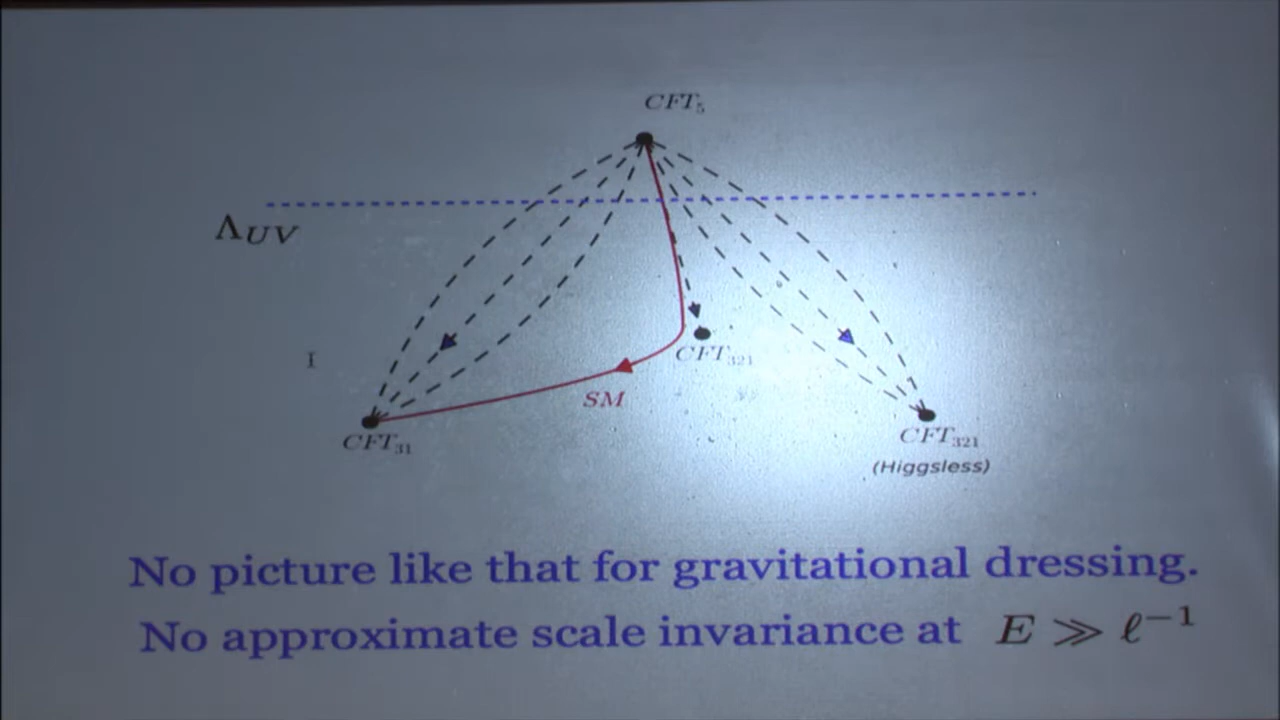 CFT₅
Λ_UV
CFT₃₂₁
SM
CFT₃₁
CFT₃₂₁
(Higgsless)
No picture like that for gravitational dressing.
No approximate scale invariance at E ≫ ℓ⁻¹